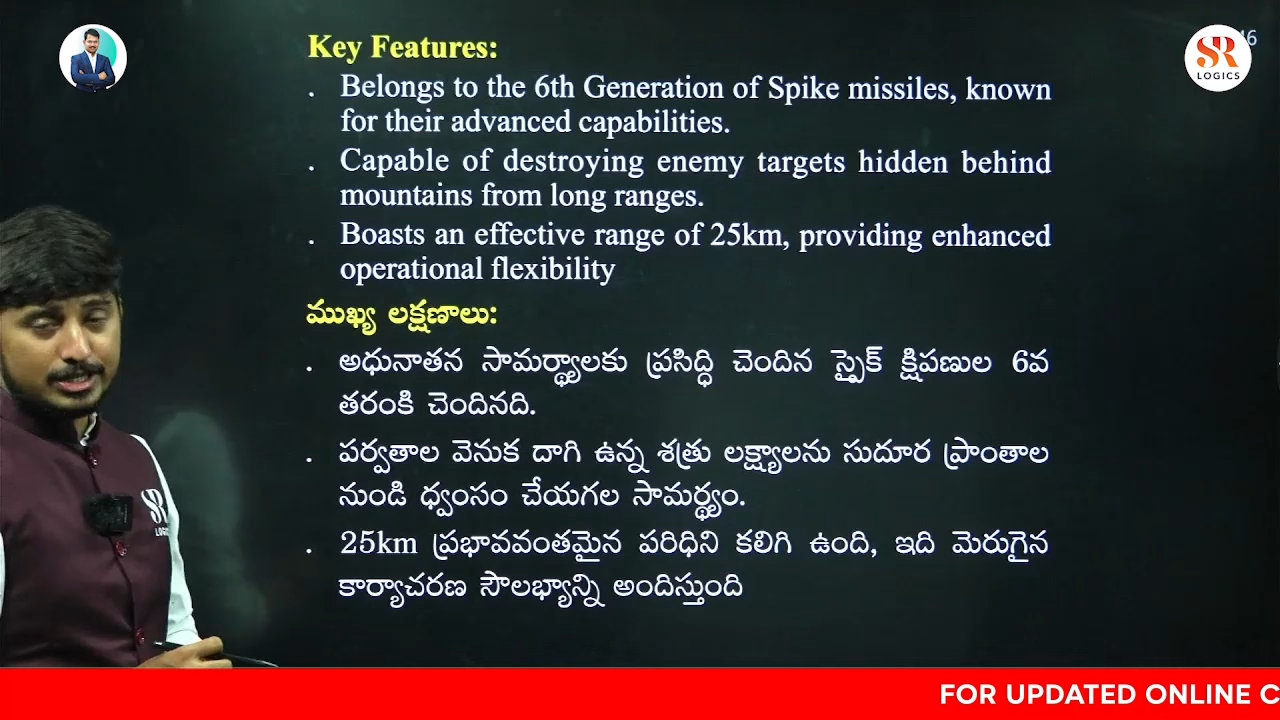 SR
LOGICS
46
Key Features:
. Belongs to the 6th Generation of Spike missiles, known
for their advanced capabilities.
. Capable of destroying enemy targets hidden behind
mountains from long ranges.
. Boasts an effective range of 25km, providing enhanced
operational flexibility
ముఖ్య లక్షణాలు:
. అధునాతన సామర్థ్యాలకు ప్రసిద్ధి చెందిన స్పైక్ క్షిపణుల 6వ
తరంకి చెందినది.
. పర్వతాల వెనుక దాగి ఉన్న శత్రు లక్ష్యాలను సుదూర ప్రాంతాల
నుండి ధ్వంసం చేయగల సామర్థ్యం.
. 25km ప్రభావవంతమైన పరిధిని కలిగి ఉంది, ఇది మెరుగైన
కార్యాచరణ సౌలభ్యాన్ని అందిస్తుంది
SR
FOR UPDATED ONLINE C